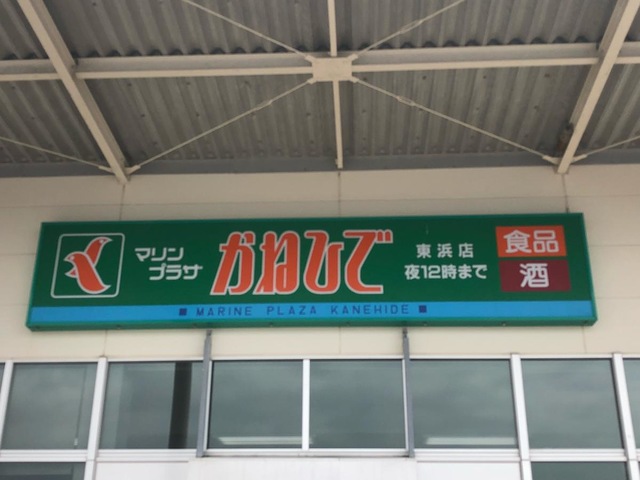 マリン
プラザ
かねひで
東浜店
夜12時まで
食品
酒
■ MARINE PLAZA KANEHIDE ■